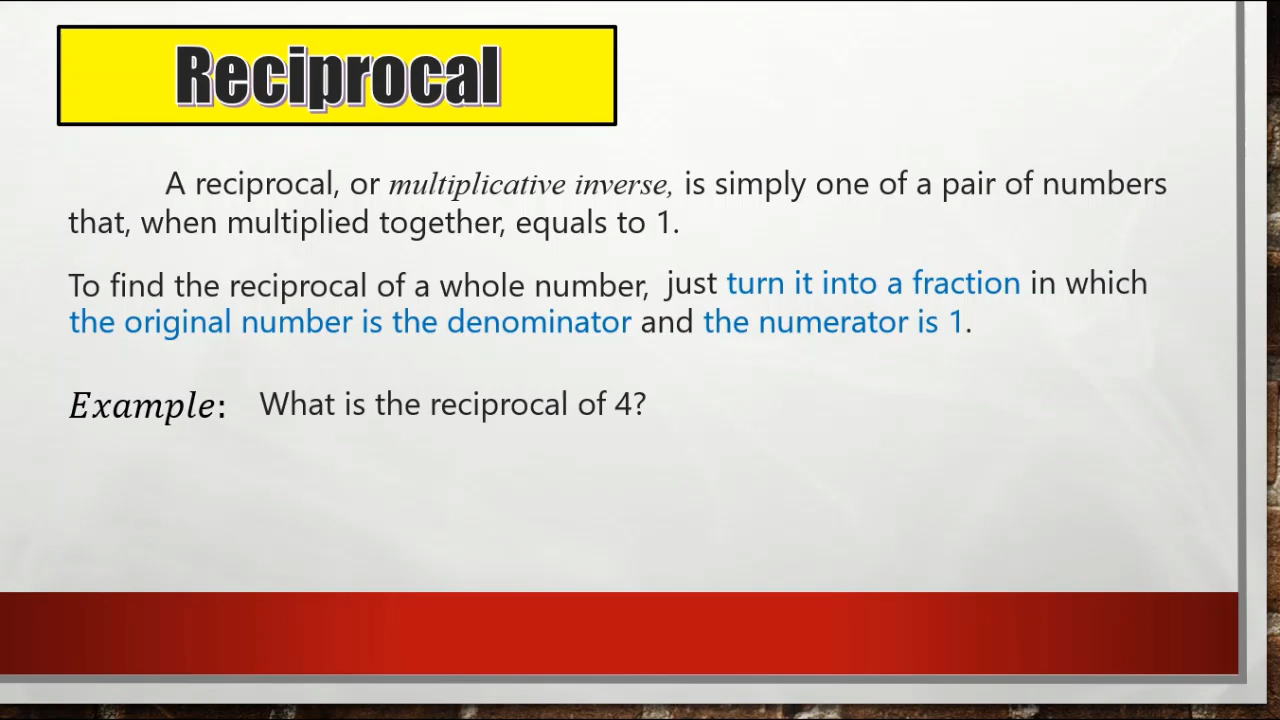 Reciprocal
A reciprocal, or multiplicative inverse, is simply one of a pair of numbers
that, when multiplied together, equals to 1.
To find the reciprocal of a whole number, just turn it into a fraction in which
the original number is the denominator and the numerator is 1.
Example: What is the reciprocal of 4?